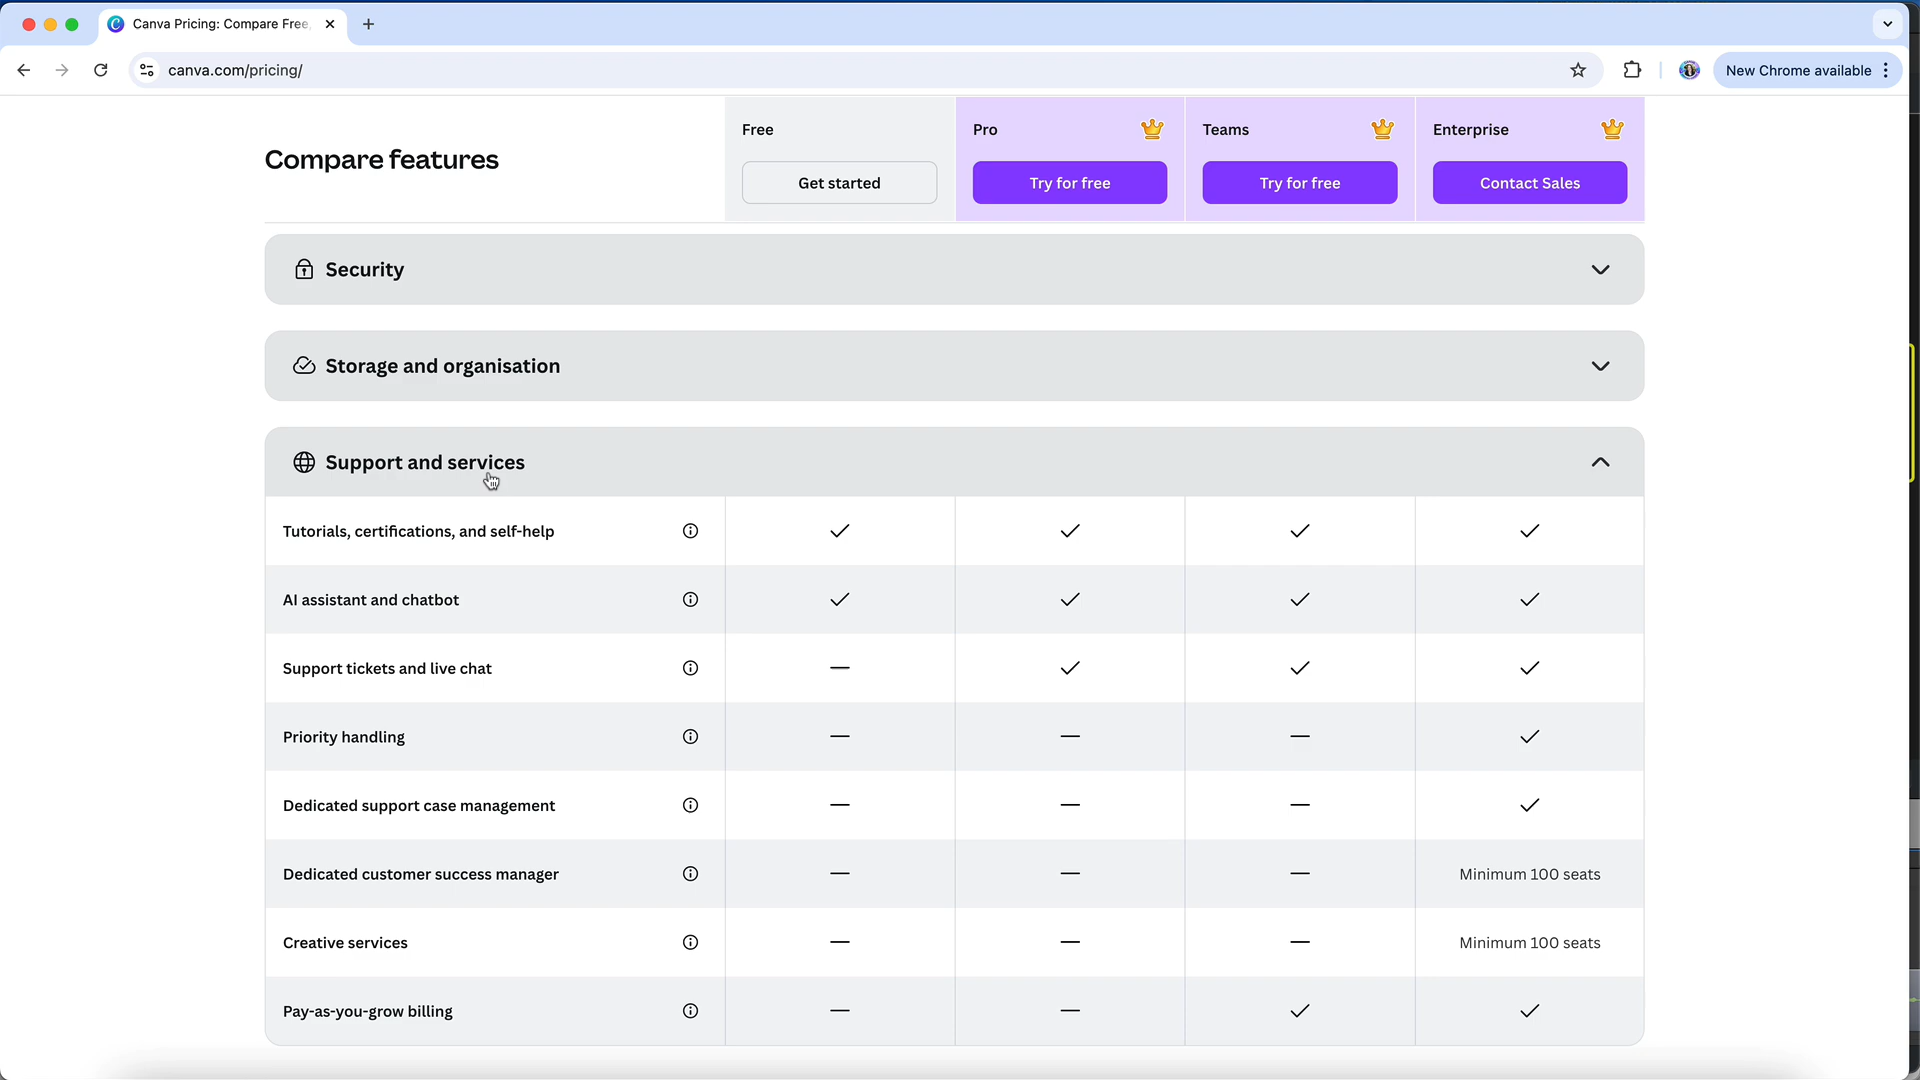 Canva Pricing: Compare Free,
canva.com/pricing/
New Chrome available
Compare features
Free
Pro
Teams
Enterprise
Get started
Try for free
Try for free
Contact Sales
Security
Storage and organisation
Support and services
Tutorials, certifications, and self-help
AI assistant and chatbot
Support tickets and live chat
Priority handling
Dedicated support case management
Dedicated customer success manager
Minimum 100 seats
Creative services
Minimum 100 seats
Pay-as-you-grow billing